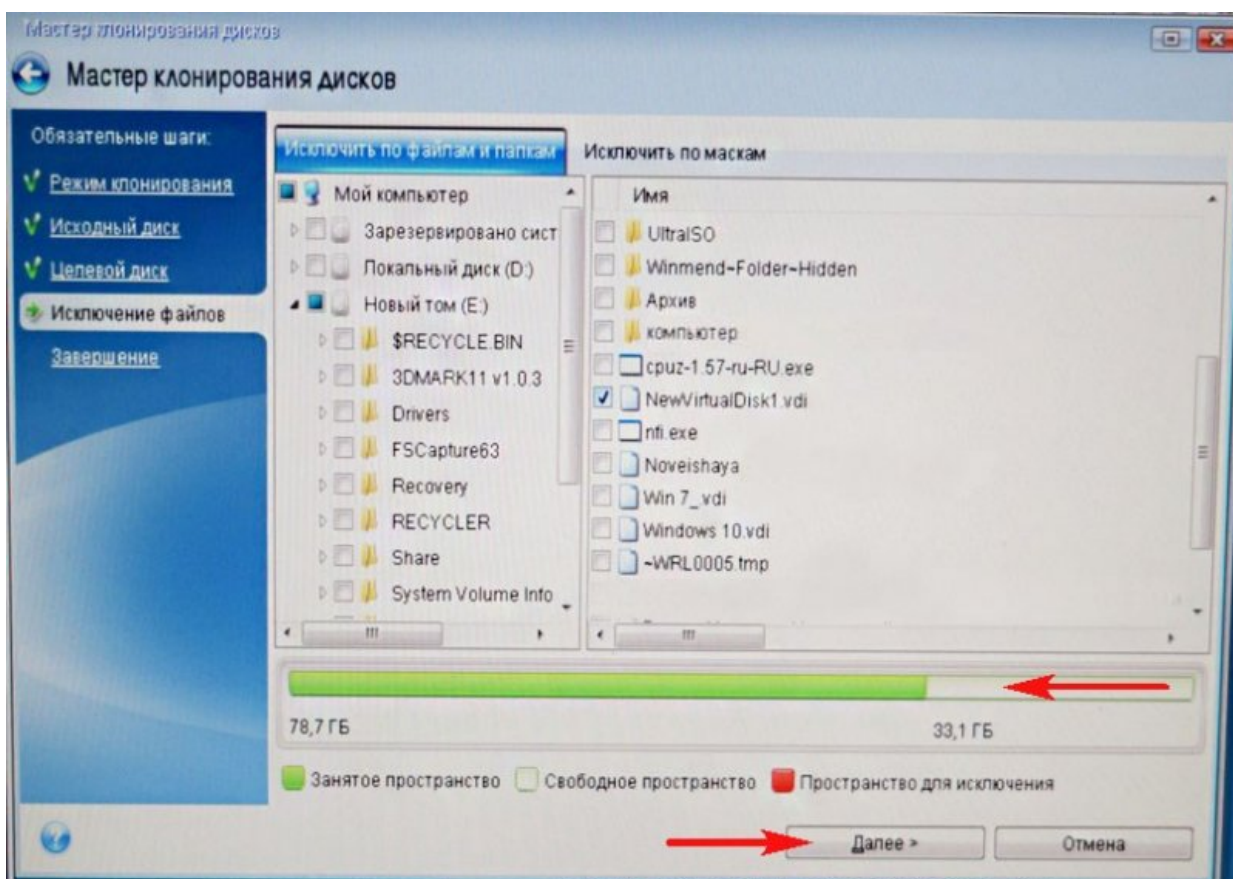 Мастер клонирования дисков
Мастер клонирования дисков
Обязательные шаги:
Режим клонирования
Исходный диск
Целевой диск
Исключение файлов
Завершение
Исключить по файлам и папкам
Исключить по маскам
Мой компьютер
Зарезервировано сист
Локальный диск (D:)
Новый том (E:)
$RECYCLE.BIN
3DMARK11 v1.0.3
Drivers
FSCapture63
Recovery
RECYCLER
Share
System Volume Info
Имя
UltraISO
Winmend~Folder~Hidden
Архив
компьютер
cpuz-1.57-ru-RU.exe
NewVirtualDisk1.vdi
nfi.exe
Noveishaya
Win 7_.vdi
Windows 10.vdi
~WRL0005.tmp
78,7 ГБ
33,1 ГБ
Занятое пространство
Свободное пространство
Пространство для исключения
Далее >
Отмена